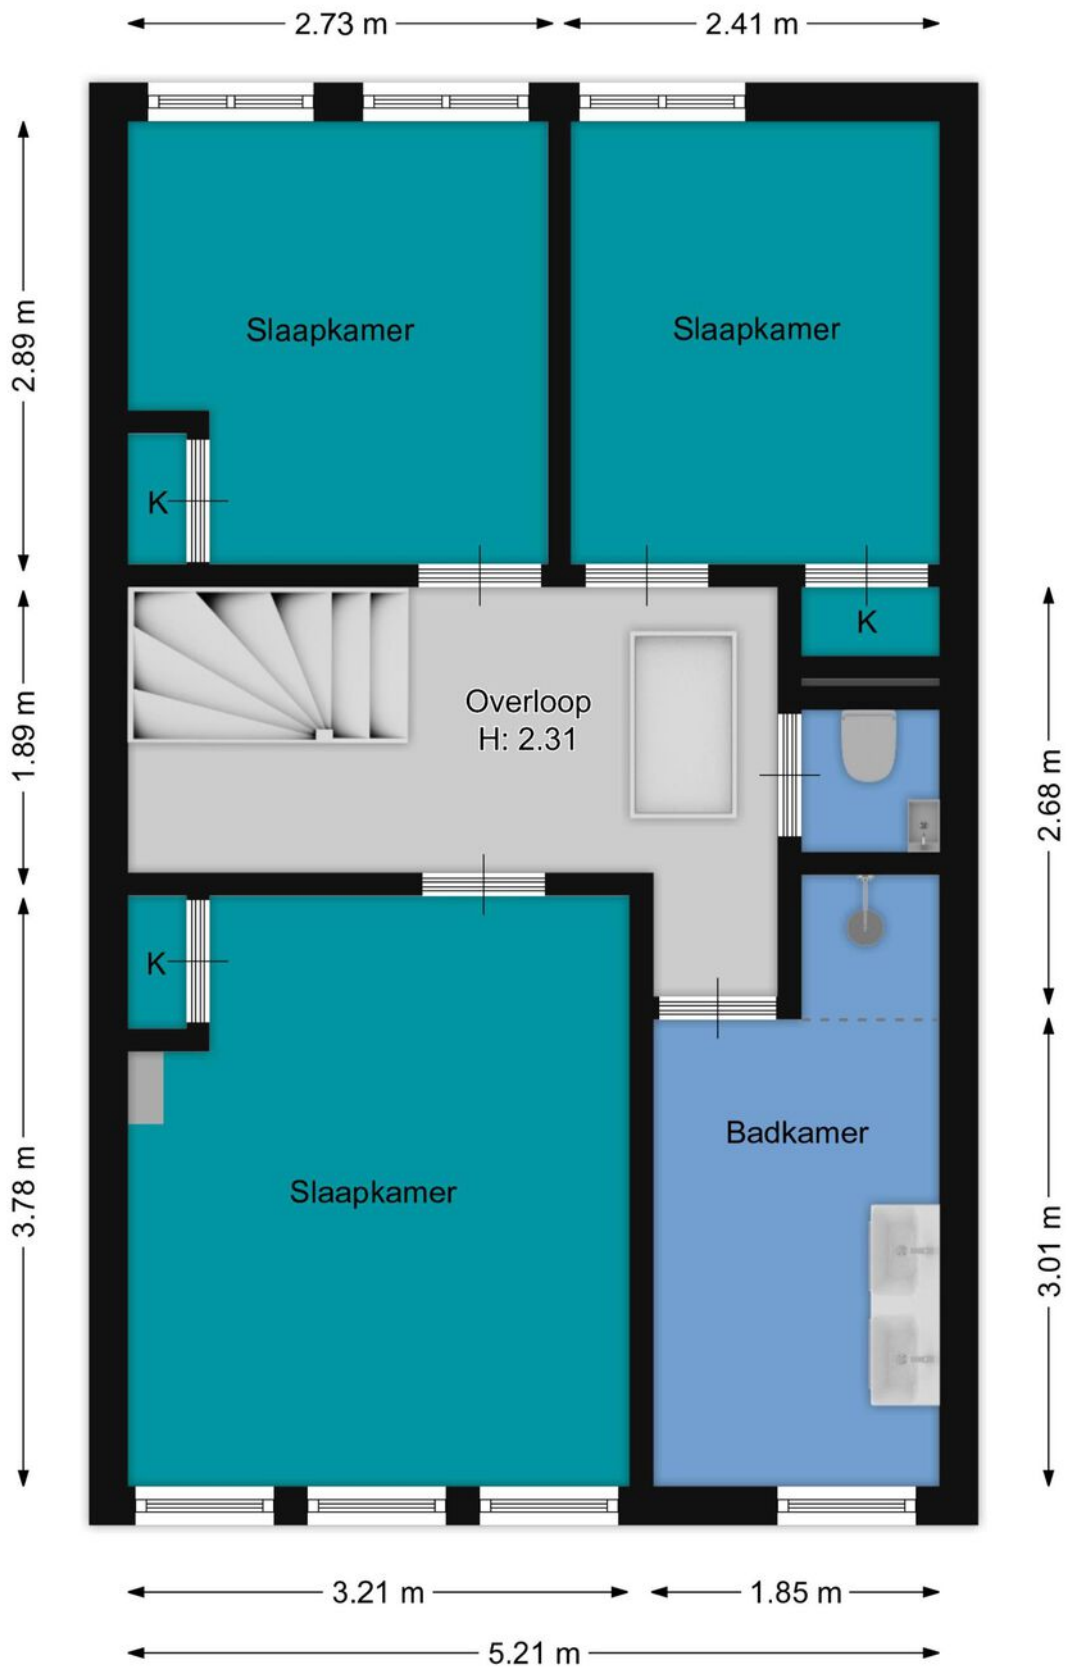 2.73 m
2.41 m
2.89 m
Slaapkamer
Slaapkamer
K
K
1.89 m
Overloop
H: 2.31
2.68 m
K
3.78 m
Badkamer
Slaapkamer
3.01 m
3.21 m
1.85 m
5.21 m